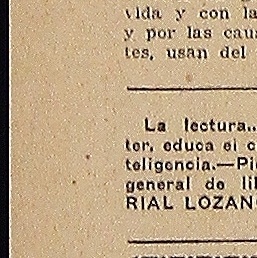 vida y con la
y por las cau
tes, usan del
La lectura..
ter, educa el c
teligencia.—Pi
general de li
RIAL LOZAN